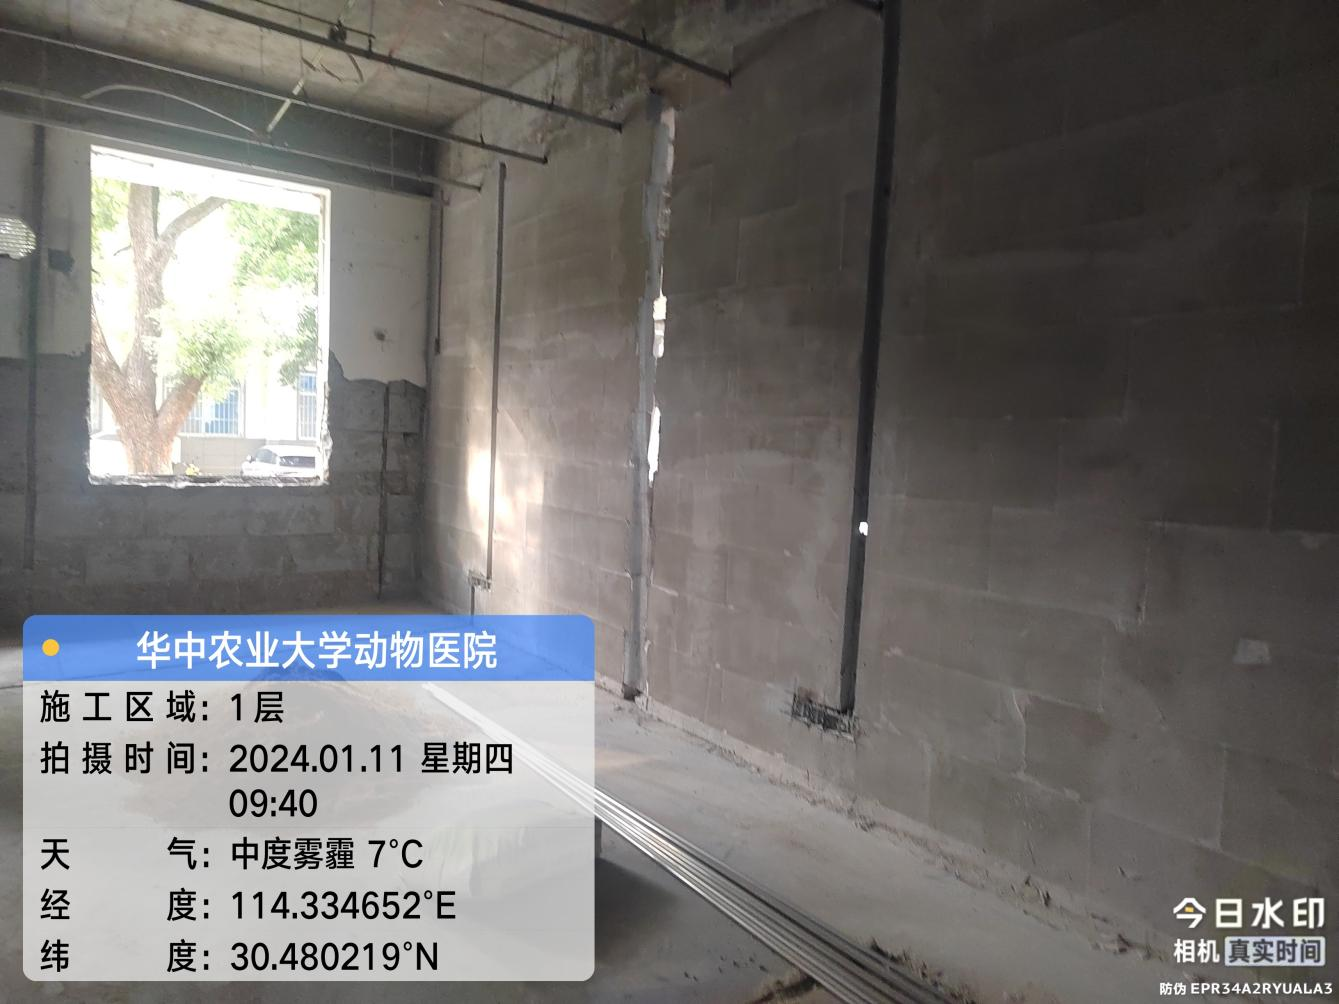 华中农业大学动物医院
施工区域：1层
拍摄时间：2024.01.11 星期四
09:40
天气：中度雾霾 7°C
经度：114.334652°E
纬度：30.480219°N
今日水印
相机 真实时间
防伪 EPR34A2RYUALA3